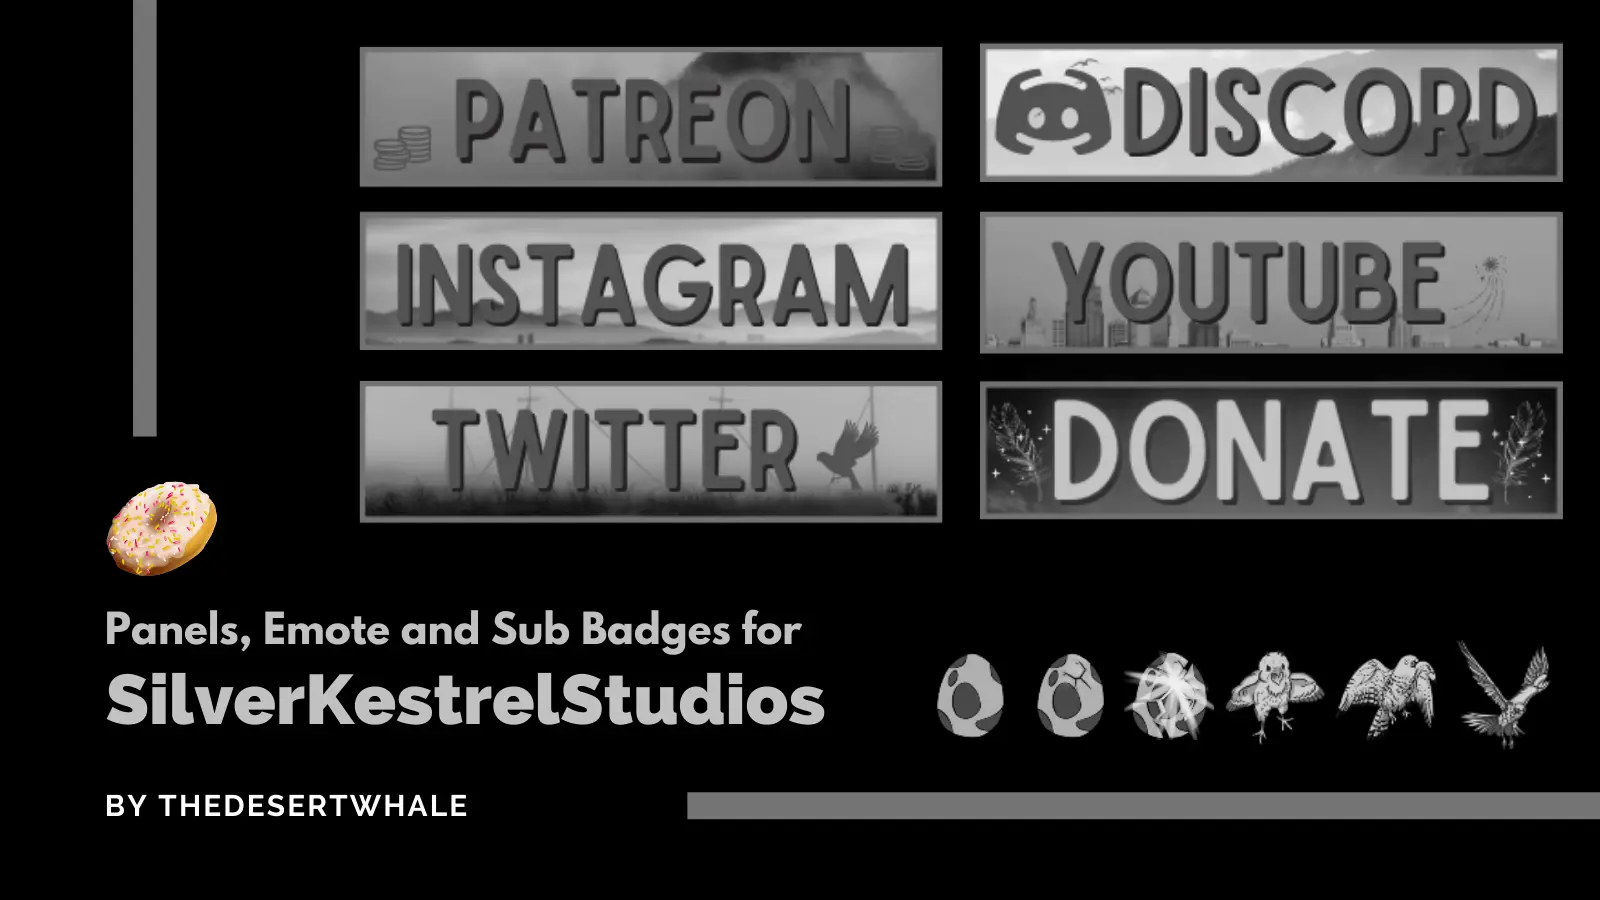 PATREON
DISCORD
INSTAGRAM
YOUTUBE
TWITTER
DONATE
Panels, Emote and Sub Badges for
SilverKestrelStudios
BY THEDESERTWHALE